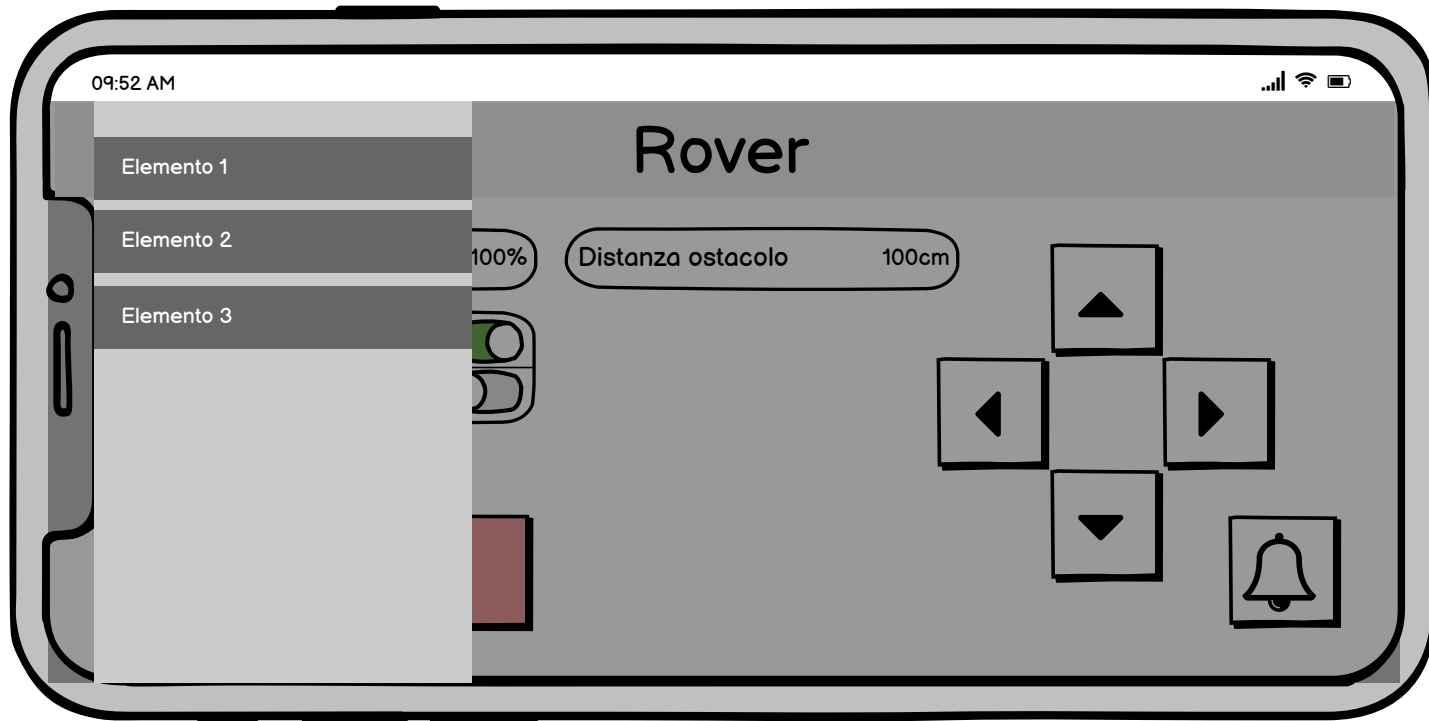 09:52 AM
Rover
Elemento 1
Elemento 2
Elemento 3
100%
Distanza ostacolo 100cm